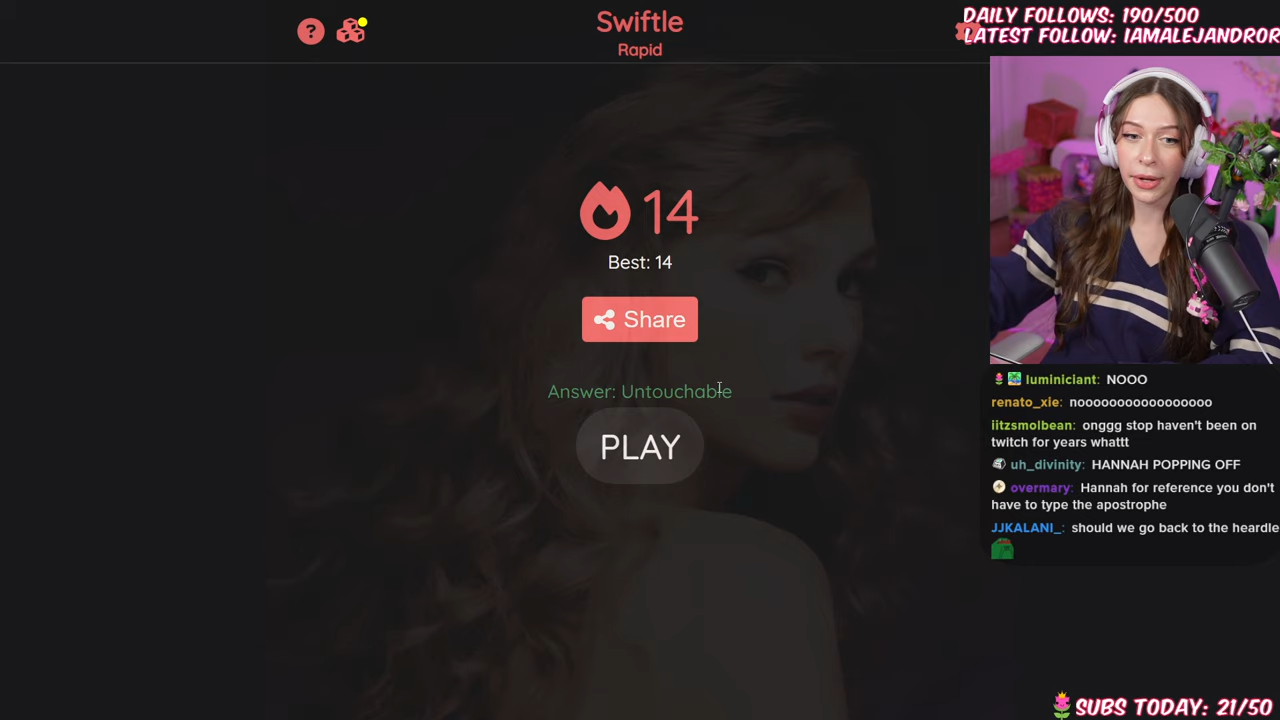 Swiftle
Rapid
DAILY FOLLOWS: 190/500
LATEST FOLLOW: IAMALEJANDROR
14
Best: 14
Share
Answer: Untouchable
PLAY
luminiciant: NOOO
renato_xie: nooooooooooooooooo
iitzsmolbean: onggg stop haven't been on
twitch for years whattt
uh_divinity: HANNAH POPPING OFF
overmary: Hannah for reference you don't
have to type the apostrophe
JJKALANI_: should we go back to the heardle
SUBS TODAY: 21/50